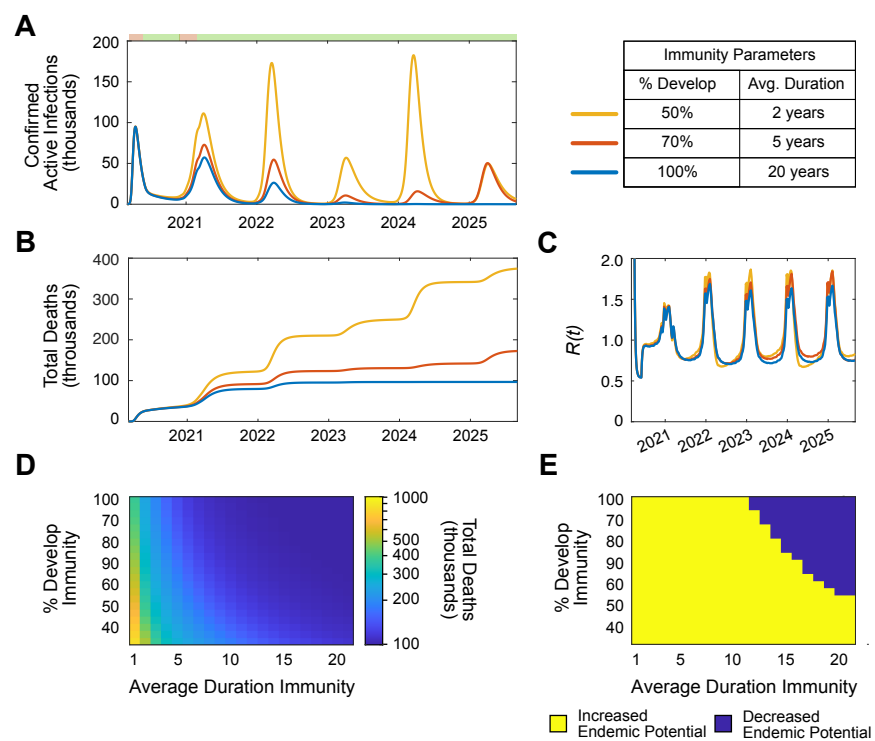 A
200
150
100
50
0
Confirmed
Active Infections
(thousands)
2021
2022
2023
2024
2025
Immunity Parameters
% Develop
Avg. Duration
50%
2 years
70%
5 years
100%
20 years
B
400
300
200
100
0
Total Deaths
(throusands)
2021
2022
2023
2024
2025
C
2.0
1.5
1.0
0.5
0
R(t)
2021
2022
2023
2024
2025
D
100
70
80
70
90
60
50
40
% Develop
Immunity
1
5
10
15
20
Average Duration Immunity
1000
500
400
300
200
100
Total Deaths
(thousands)
E
100
70
80
70
90
60
50
40
% Develop
Immunity
1
5
10
15
20
Average Duration Immunity
Increased
Endemic Potential
Decreased
Endemic Potential